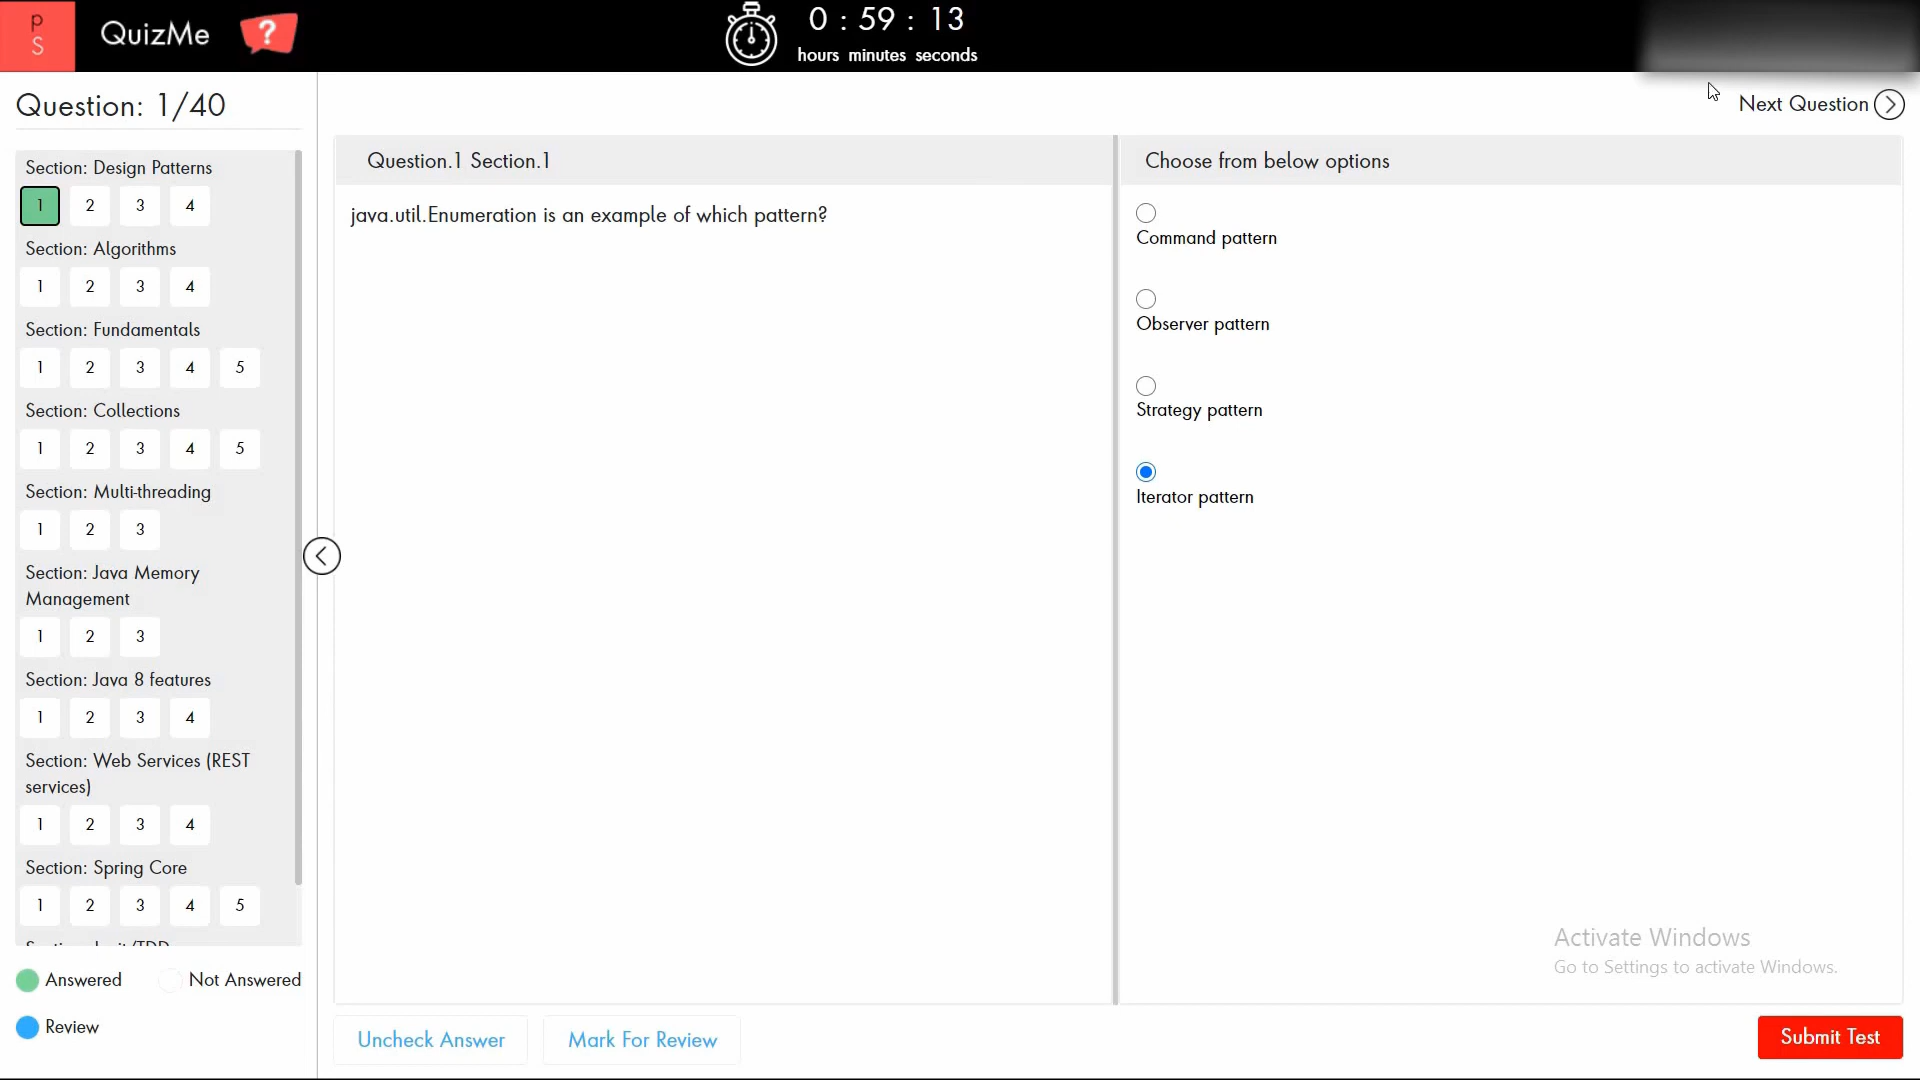 P
S
QuizMe
?
0 : 59 : 13
hours minutes seconds
Question: 1/40
Next Question
Section: Design Patterns
1 2 3 4
Section: Algorithms
1 2 3 4
Section: Fundamentals
1 2 3 4 5
Section: Collections
1 2 3 4 5
Section: Multi-threading
1 2 3
Section: Java Memory
Management
1 2 3
Section: Java 8 features
1 2 3 4
Section: Web Services (REST
services)
1 2 3 4
Section: Spring Core
1 2 3 4 5
Answered
Not Answered
Review
Question.1 Section.1
java.util.Enumeration is an example of which pattern?
Choose from below options
Command pattern
Observer pattern
Strategy pattern
Iterator pattern
Activate Windows
Go to Settings to activate Windows.
Uncheck Answer
Mark For Review
Submit Test